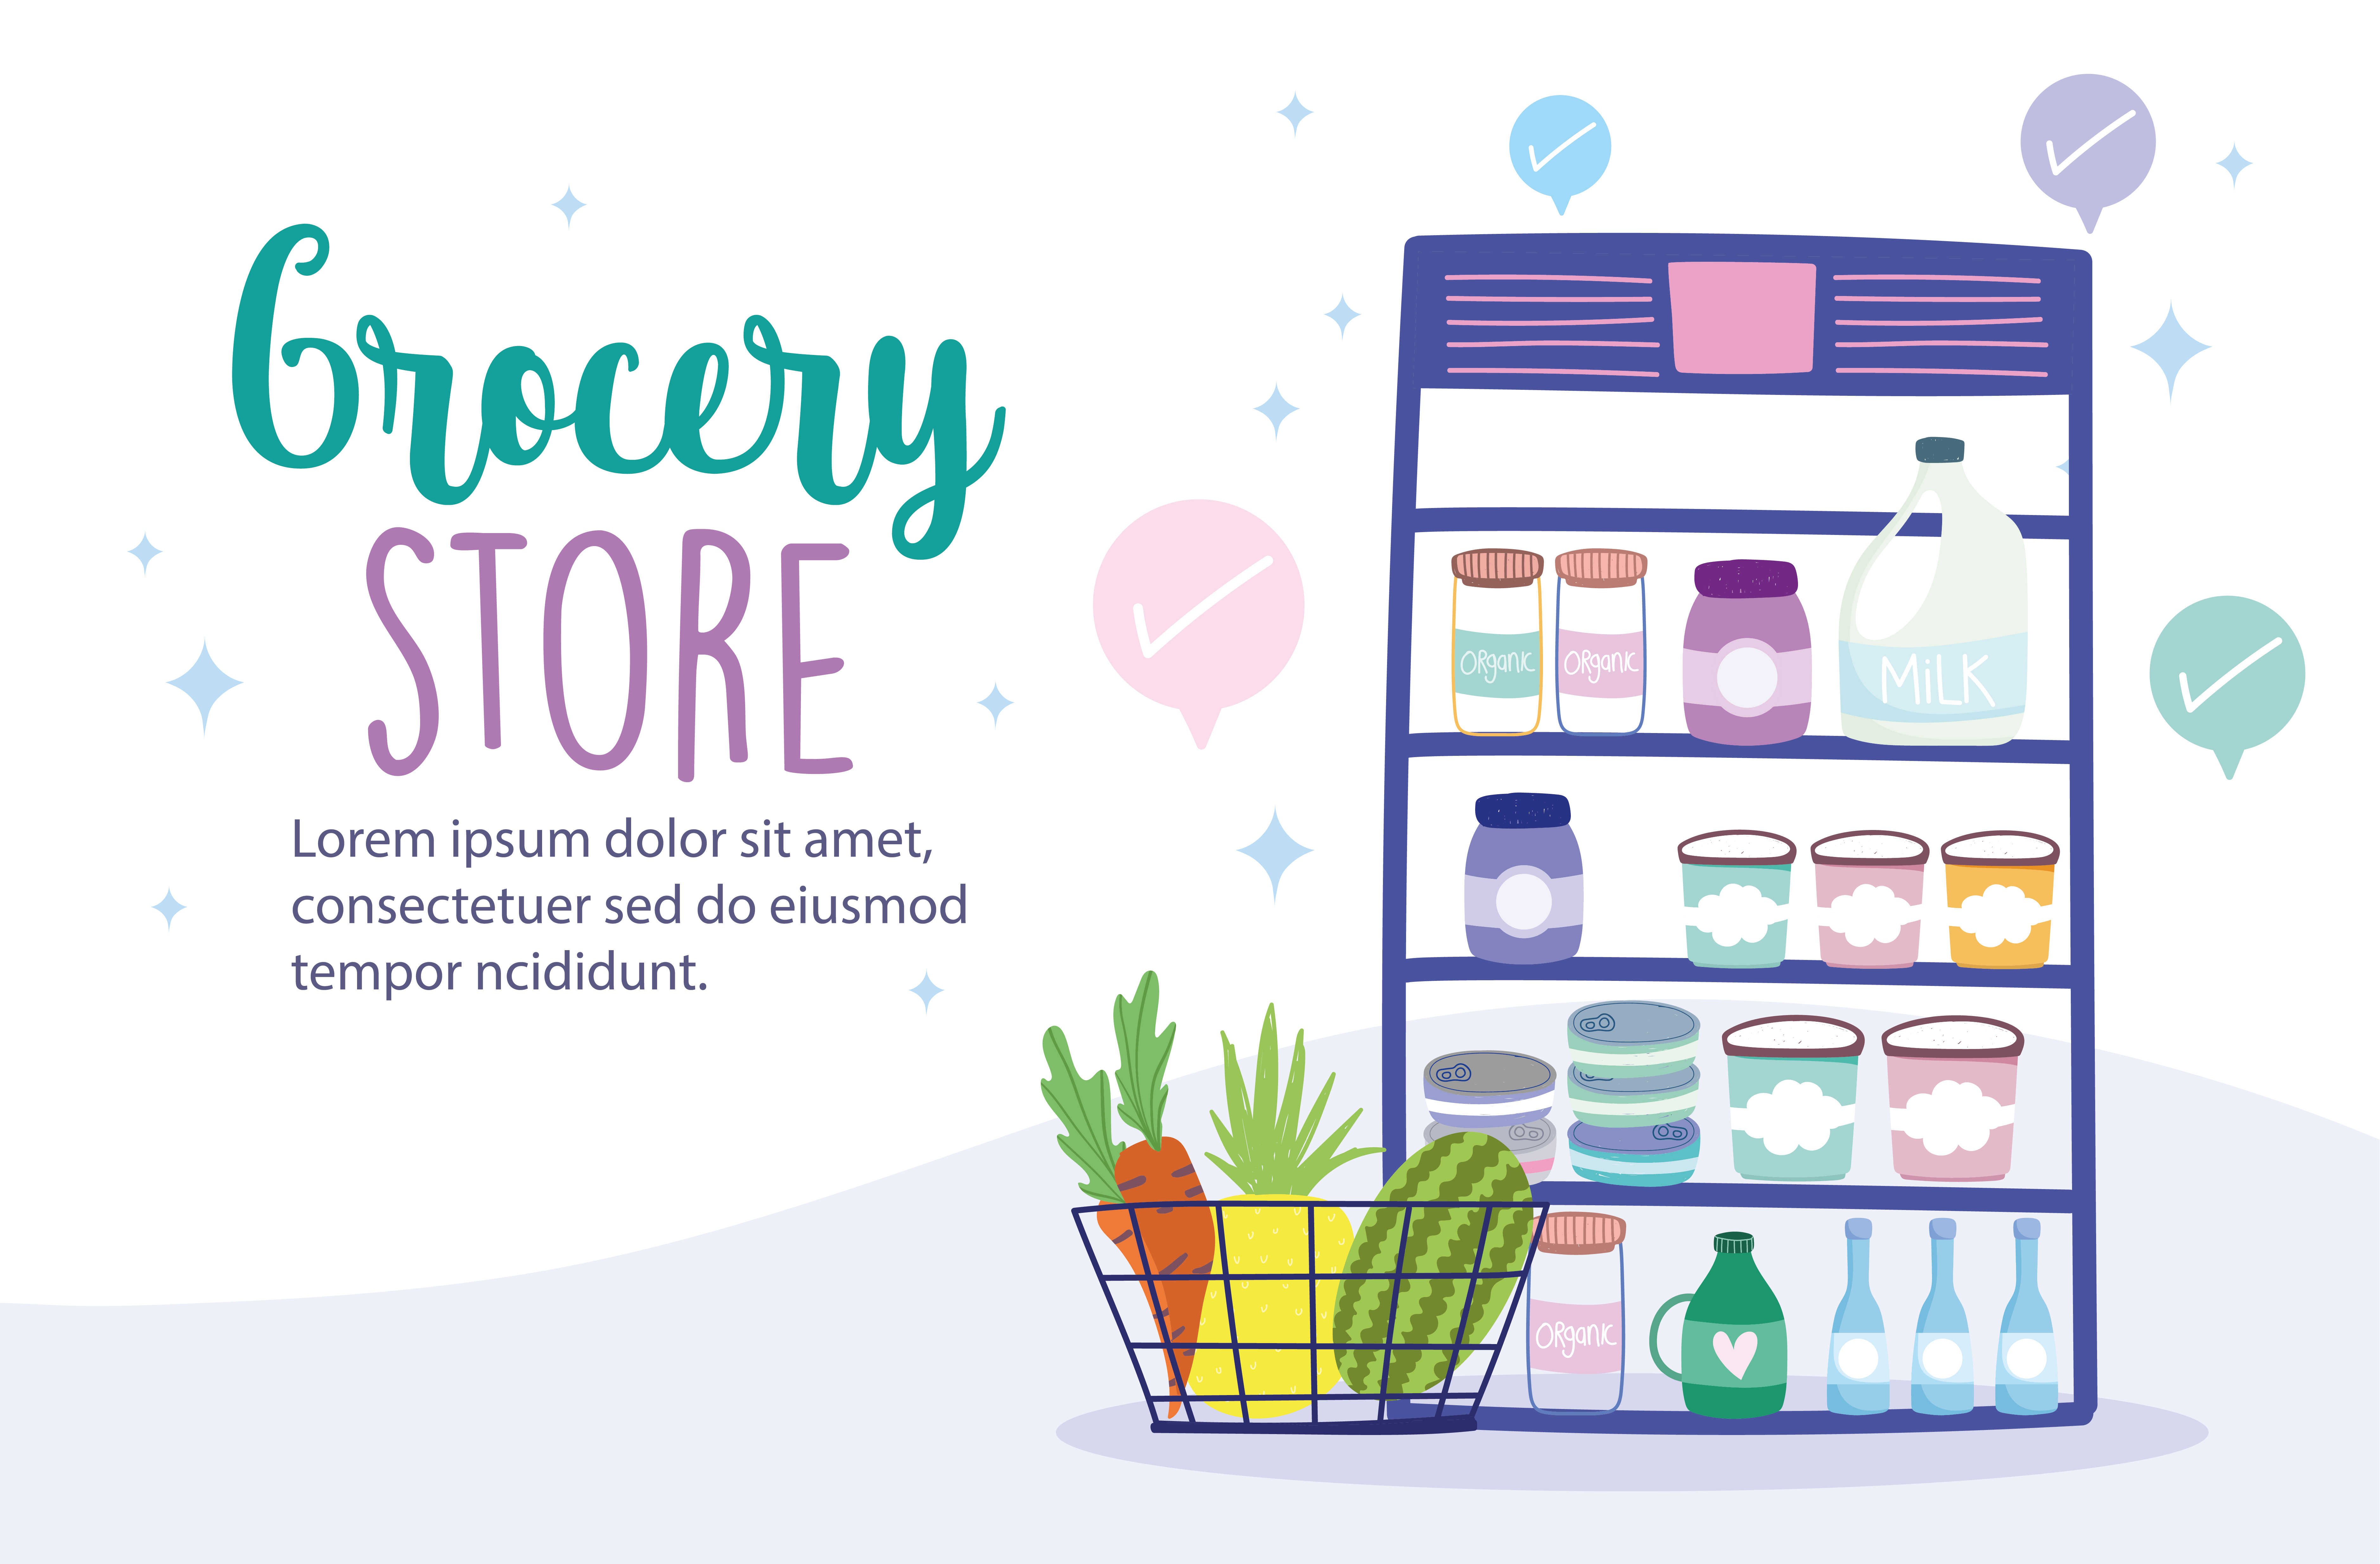 Grocery
STORE
Lorem ipsum dolor sit amet,
consectetuer sed do eiusmod
tempor ncididunt.
ORganic
ORganic
MiLK
ORganic